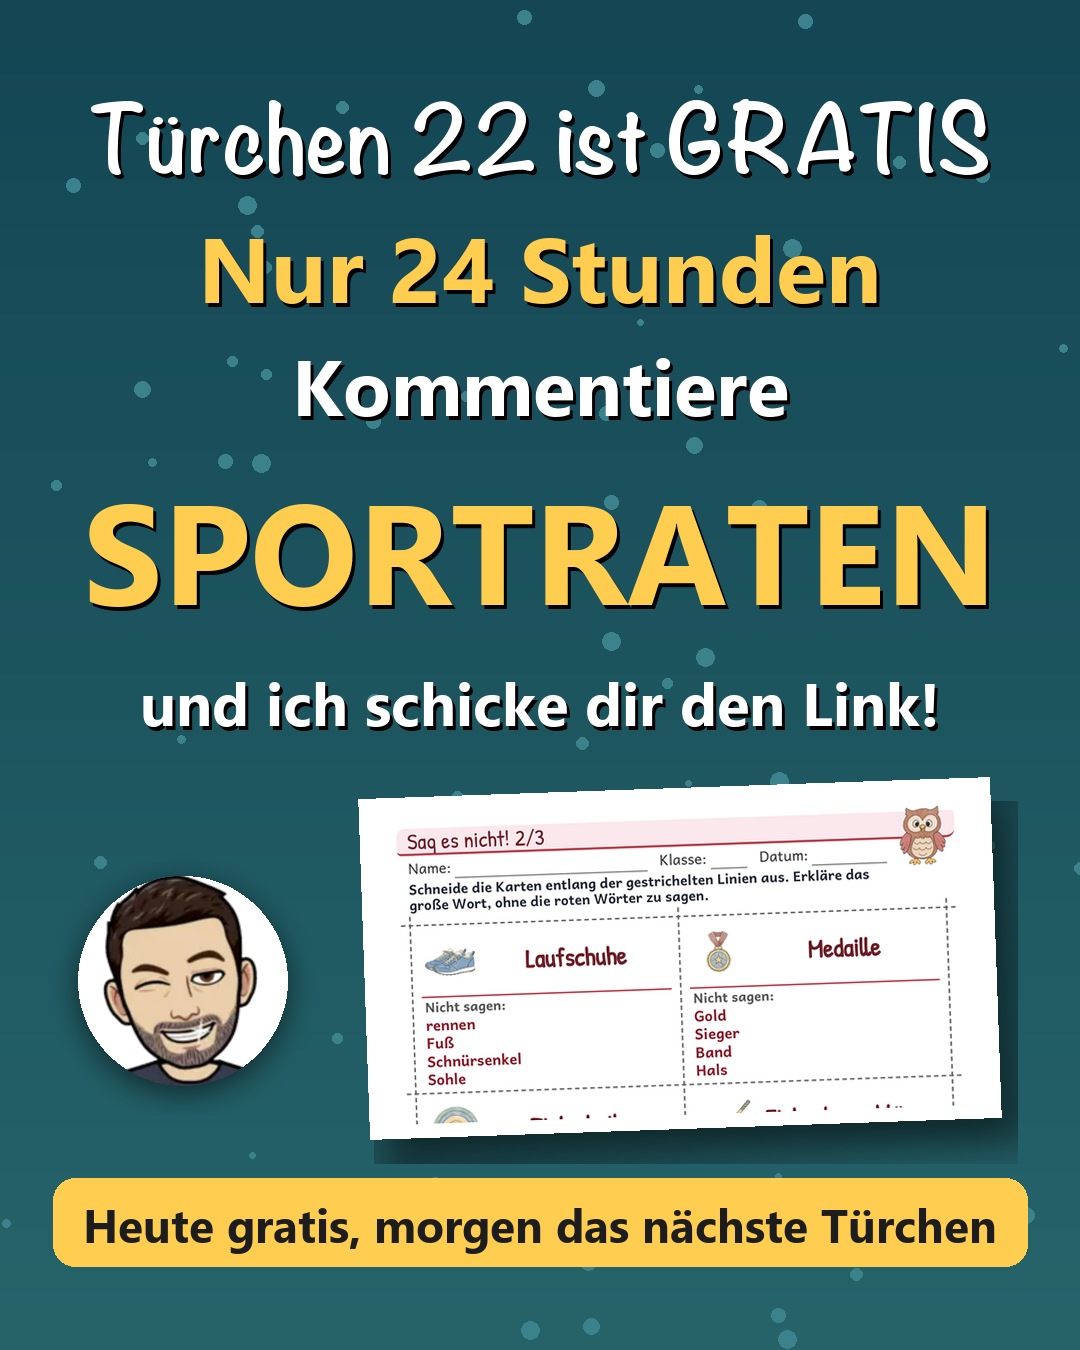 Türchen 22 ist GRATIS
Nur 24 Stunden
Kommentiere
SPORTRATEN
und ich schicke dir den Link!
Sag es nicht! 2/3
Name: Klasse: Datum:
Schneide die Karten entlang der gestrichelten Linien aus. Erkläre das
große Wort, ohne die roten Wörter zu sagen.
Laufschuhe
Nicht sagen:
rennen
Fuß
Schnürsenkel
Sohle
Medaille
Nicht sagen:
Gold
Sieger
Band
Hals
Heute gratis, morgen das nächste Türchen